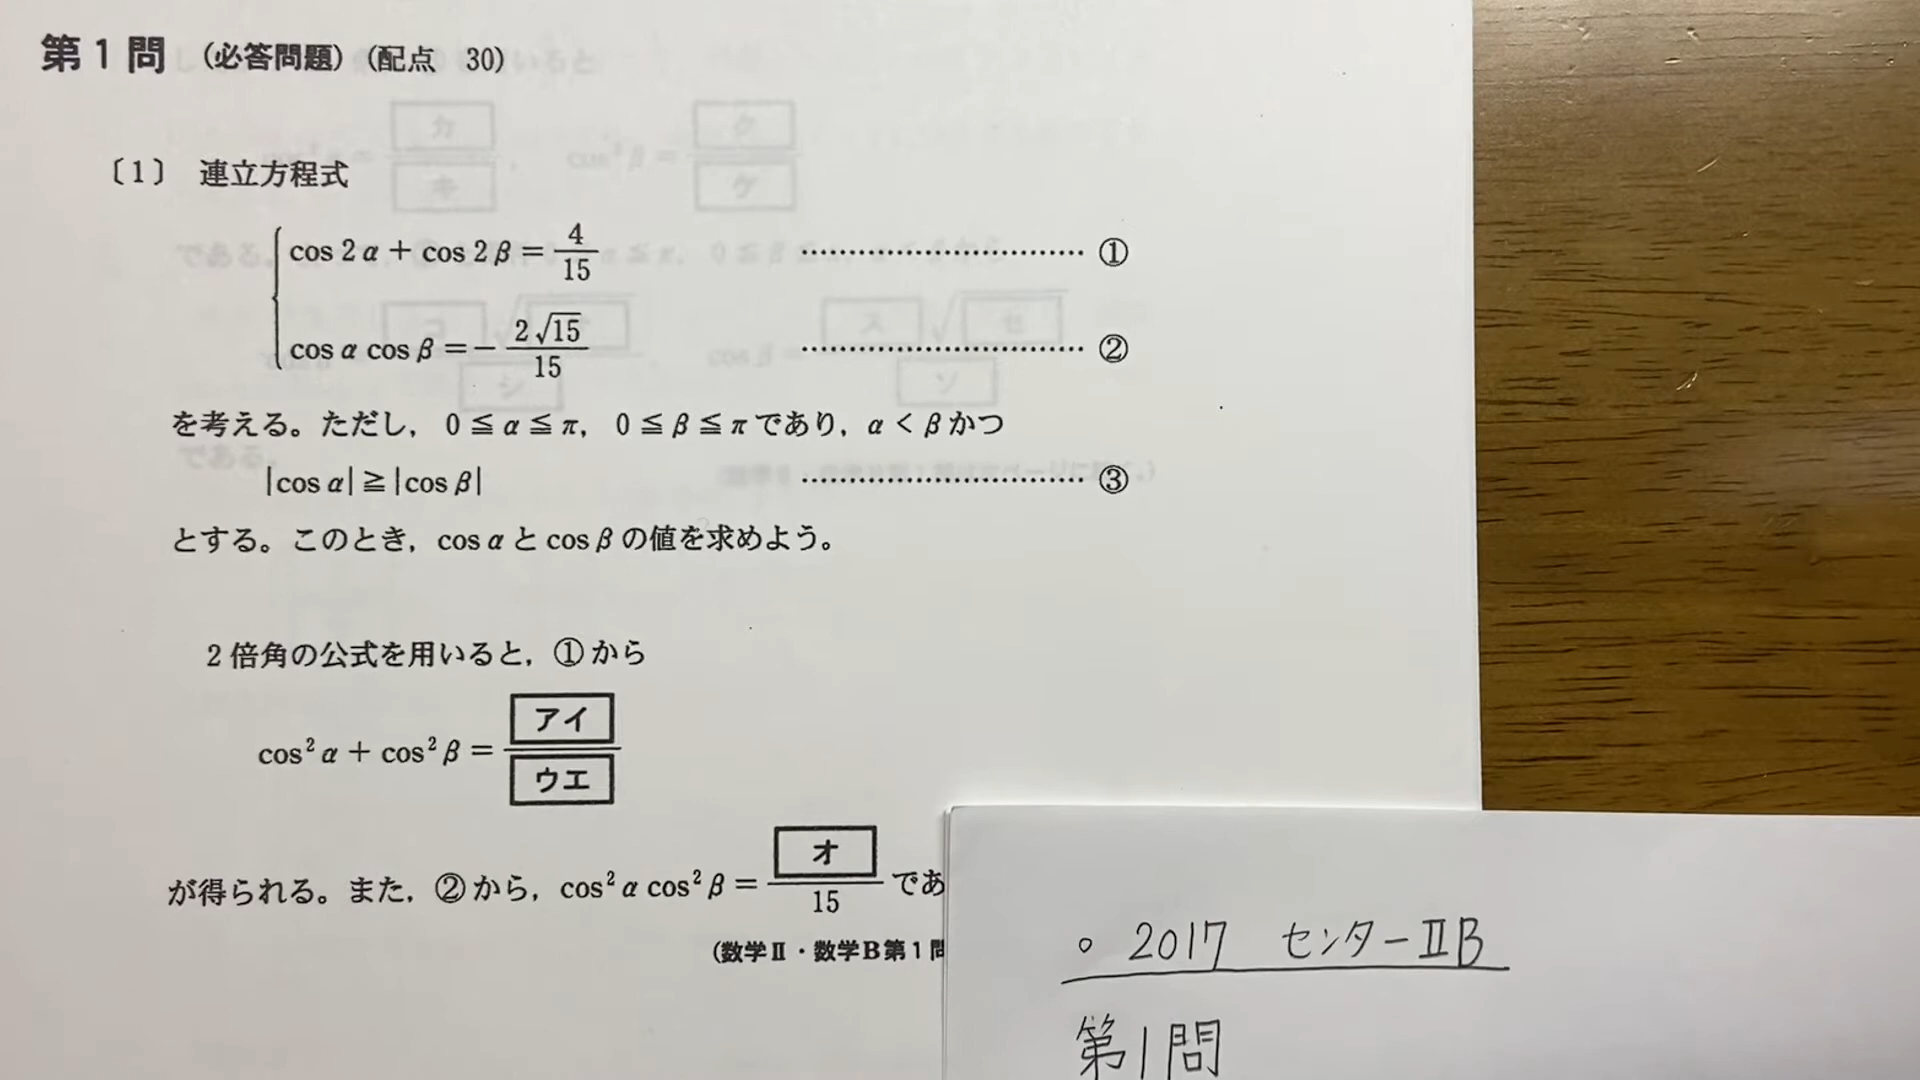 第1問 (必答問題)(配点 30)
〔1〕 連立方程式
cos 2α + cos 2β = 4/15 ………………………… ①
cos α cos β = − 2√15/15 ………………………… ②
を考える。ただし, 0 ≦ α ≦ π, 0 ≦ β ≦ π であり, α < β かつ
|cos α| ≧ |cos β| ………………………… ③
とする。このとき, cos α と cos β の値を求めよう。
2倍角の公式を用いると, ①から
cos² α + cos² β = アイ/ウエ
が得られる。また, ②から, cos² α cos² β = オ/15 であ
(数学Ⅱ・数学B第1問
○ 2017 センターⅡB
第1問